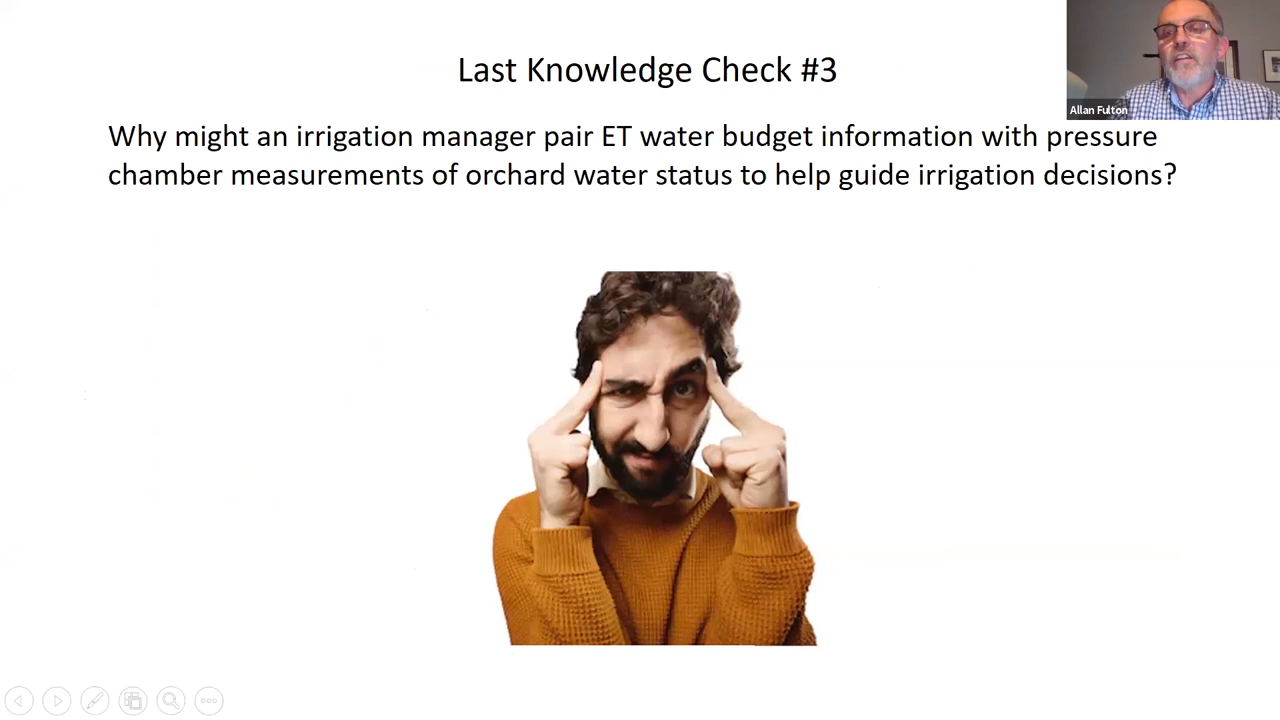 Last Knowledge Check #3
Allan Fulton
Why might an irrigation manager pair ET water budget information with pressure
chamber measurements of orchard water status to help guide irrigation decisions?